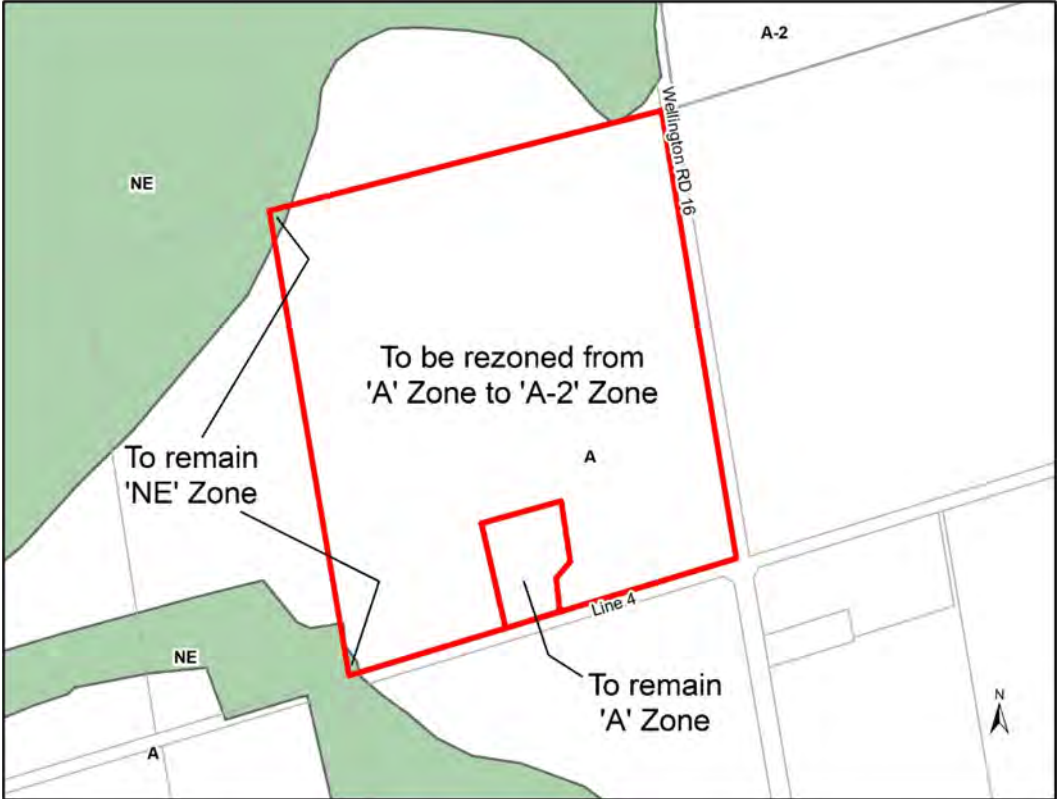 A-2
Wellington RD 16
NE
To be rezoned from
'A' Zone to 'A-2' Zone
To remain
'NE' Zone
A
Line 4
NE
To remain
'A' Zone
N
A